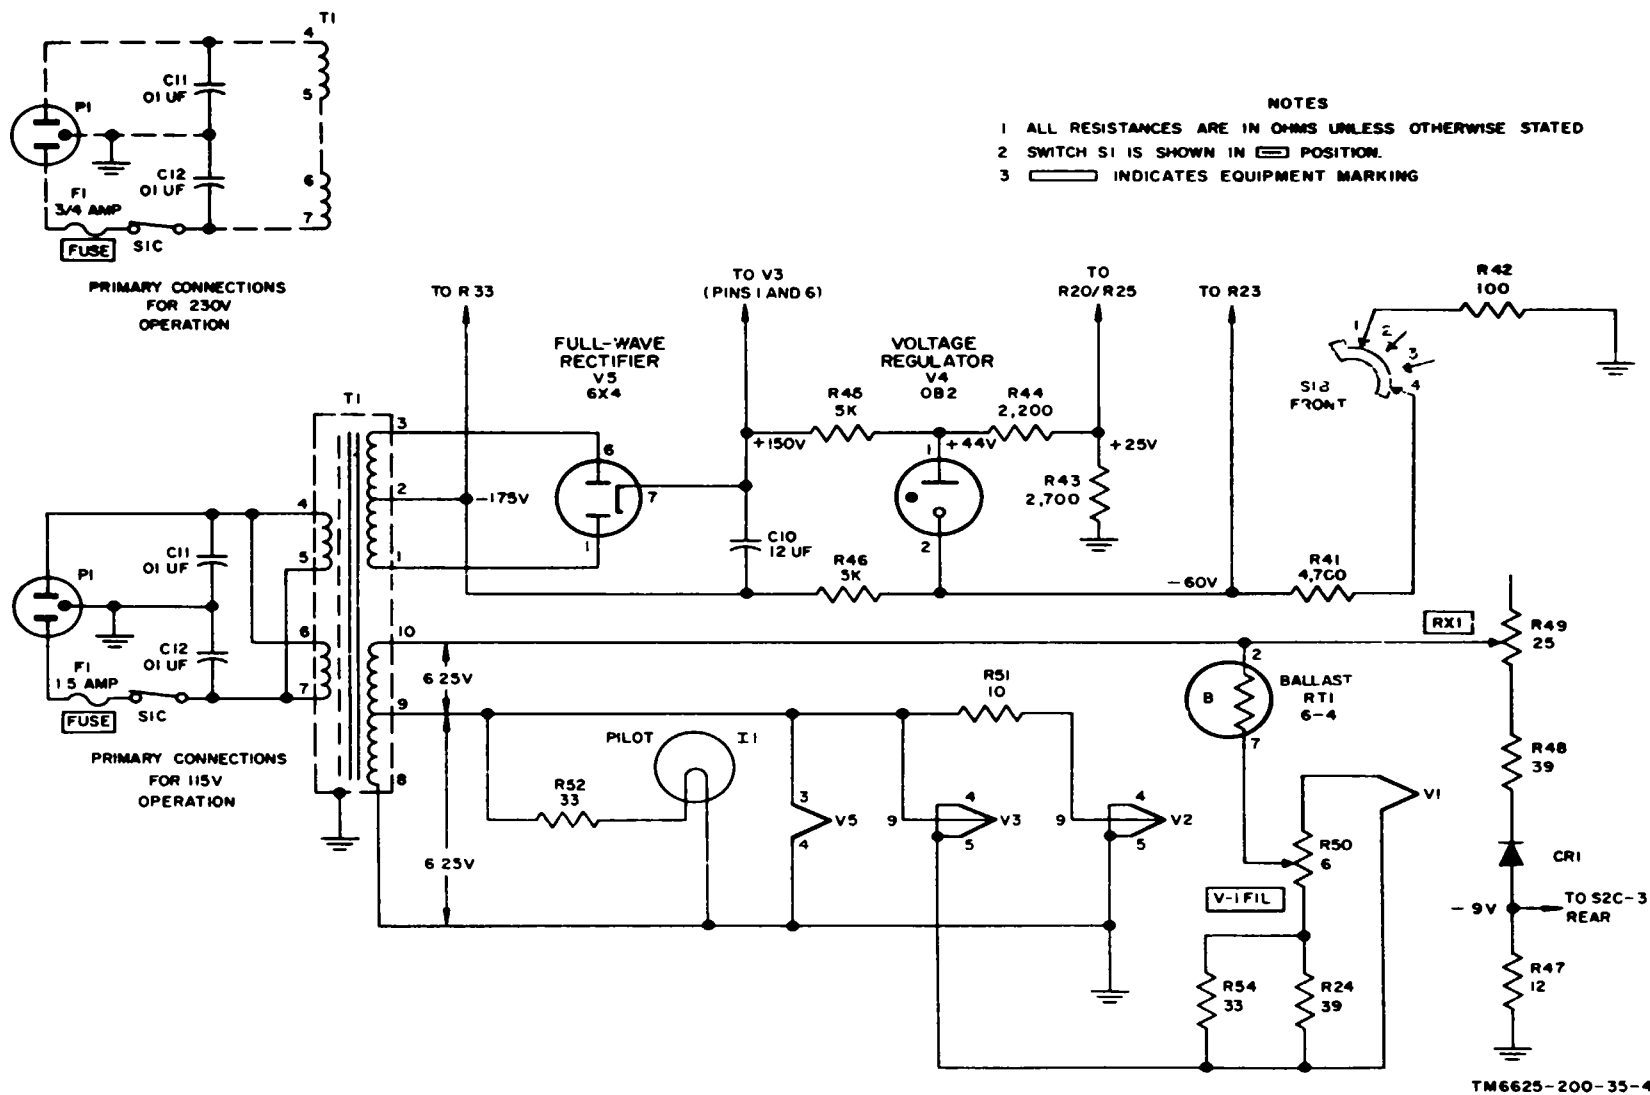 T1
4
C11
01 UF
5
P1
C12
01 UF
6
F1
3/4 AMP
7
FUSE
S1C
PRIMARY CONNECTIONS
FOR 230V
OPERATION
NOTES
1 ALL RESISTANCES ARE IN OHMS UNLESS OTHERWISE STATED
2 SWITCH S1 IS SHOWN IN POSITION.
3 INDICATES EQUIPMENT MARKING
TO R33
TO V3
(PINS 1 AND 6)
TO
R20/R25
TO R23
R42
100
1
2
3
4
S1B
FRONT
FULL-WAVE
RECTIFIER
V5
6X4
VOLTAGE
REGULATOR
V4
OB2
R45
5K
R44
2,200
+150V
+44V
+25V
T1
3
6
1
2
-175V
7
R43
2,700
4
C10
12 UF
C11
01 UF
5
1
1
2
R46
5K
-60V
R41
4,700
P1
RX1
R49
25
6
10
C12
01 UF
6 25V
2
BALLAST
RT1
6-4
B
F1
1 5 AMP
7
9
R51
10
FUSE
S1C
PILOT
I1
7
R48
39
PRIMARY CONNECTIONS
FOR 115V
OPERATION
8
R52
33
3
V5
4
9
4
V3
5
9
4
V2
5
V1
6 25V
R50
6
CR1
V-1 FIL
- 9V
TO S2C-3
REAR
R54
33
R24
39
R47
12
TM6625-200-35-4